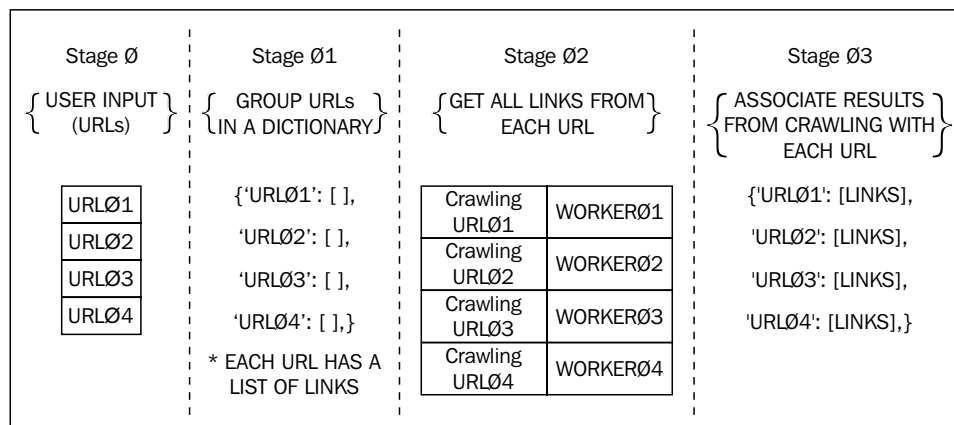 Stage Ø
USER INPUT
(URLs)
URLØ1
URLØ2
URLØ3
URLØ4
Stage Ø1
GROUP URLs
IN A DICTIONARY
{‘URLØ1’: [ ],
‘URLØ2’: [ ],
‘URLØ3’: [ ],
‘URLØ4’: [ ],}
* EACH URL HAS A
LIST OF LINKS
Stage Ø2
GET ALL LINKS FROM
EACH URL
Crawling
URLØ1
WORKERØ1
Crawling
URLØ2
WORKERØ2
Crawling
URLØ3
WORKERØ3
Crawling
URLØ4
WORKERØ4
Stage Ø3
ASSOCIATE RESULTS
FROM CRAWLING WITH
EACH URL
{'URLØ1': [LINKS],
'URLØ2': [LINKS],
'URLØ3': [LINKS],
'URLØ4': [LINKS],}